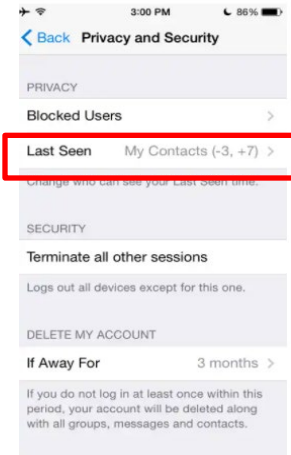 3:00 PM 86%
Back Privacy and Security
PRIVACY
Blocked Users
Last Seen My Contacts (-3, +7)
Change who can see your Last Seen time.
SECURITY
Terminate all other sessions
Logs out all devices except for this one.
DELETE MY ACCOUNT
If Away For 3 months
If you do not log in at least once within this
period, your account will be deleted along
with all groups, messages and contacts.